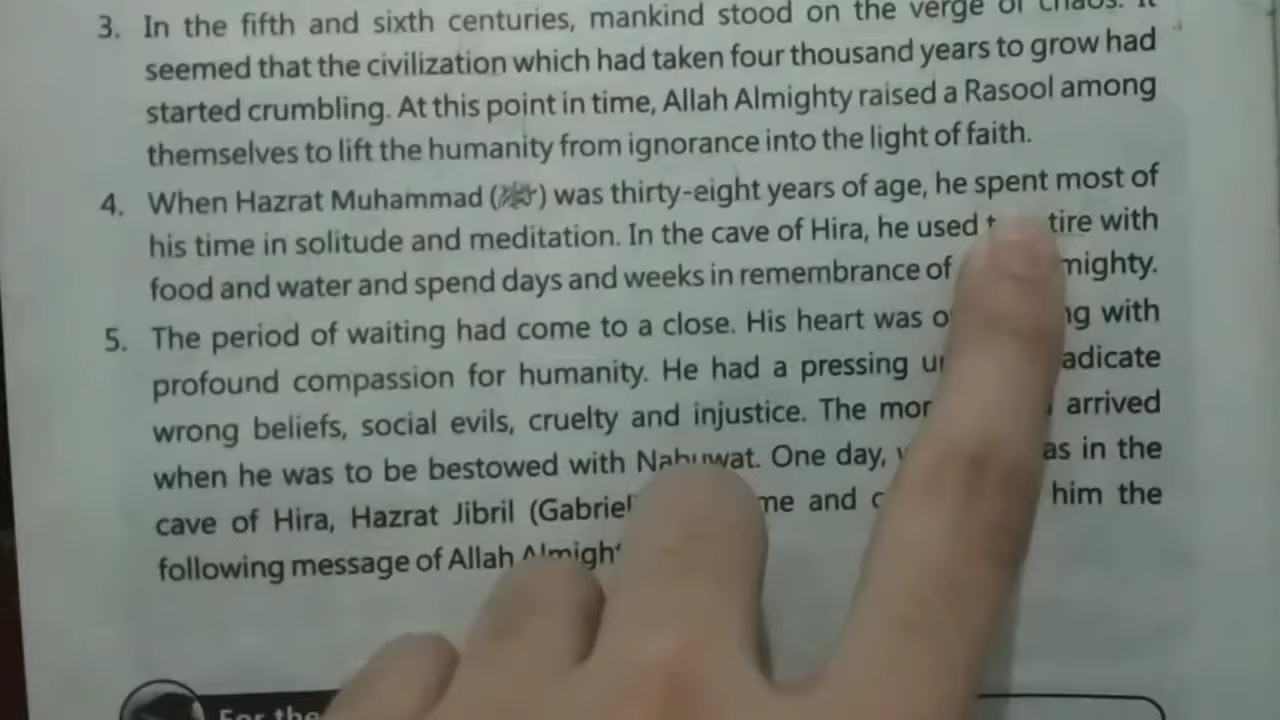 3. In the fifth and sixth centuries, mankind stood on the verge of chaos. It
seemed that the civilization which had taken four thousand years to grow had
started crumbling. At this point in time, Allah Almighty raised a Rasool among
themselves to lift the humanity from ignorance into the light of faith.
4. When Hazrat Muhammad (ﷺ) was thirty-eight years of age, he spent most of
his time in solitude and meditation. In the cave of Hira, he used tire with
food and water and spend days and weeks in remembrance of mighty.
5. The period of waiting had come to a close. His heart was with
profound compassion for humanity. He had a pressing adicate
wrong beliefs, social evils, cruelty and injustice. The arrived
when he was to be bestowed with Nabuwat. One day, as in the
cave of Hira, Hazrat Jibril (Gabriel me and him the
following message of Allah Almigh
For the